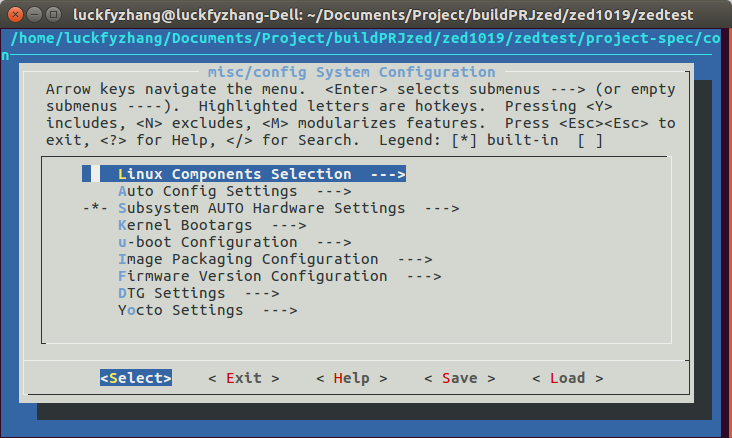 luckfyzhang@luckfyzhang-Dell: ~/Documents/Project/buildPRJzed/zed1019/zedtest
/home/luckfyzhang/Documents/Project/buildPRJzed/zed1019/zedtest/project-spec/co
n
misc/config System Configuration
Arrow keys navigate the menu.  <Enter> selects submenus ---> (or empty
submenus ----).  Highlighted letters are hotkeys.  Pressing <Y>
includes, <N> excludes, <M> modularizes features.  Press <Esc><Esc> to
exit, <?> for Help, </> for Search.  Legend: [*] built-in  [ ]
Linux Components Selection  --->
Auto Config Settings  --->
-*- Subsystem AUTO Hardware Settings  --->
Kernel Bootargs  --->
u-boot Configuration  --->
Image Packaging Configuration  --->
Firmware Version Configuration  --->
DTG Settings  --->
Yocto Settings  --->
<Select>    < Exit >    < Help >    < Save >    < Load >